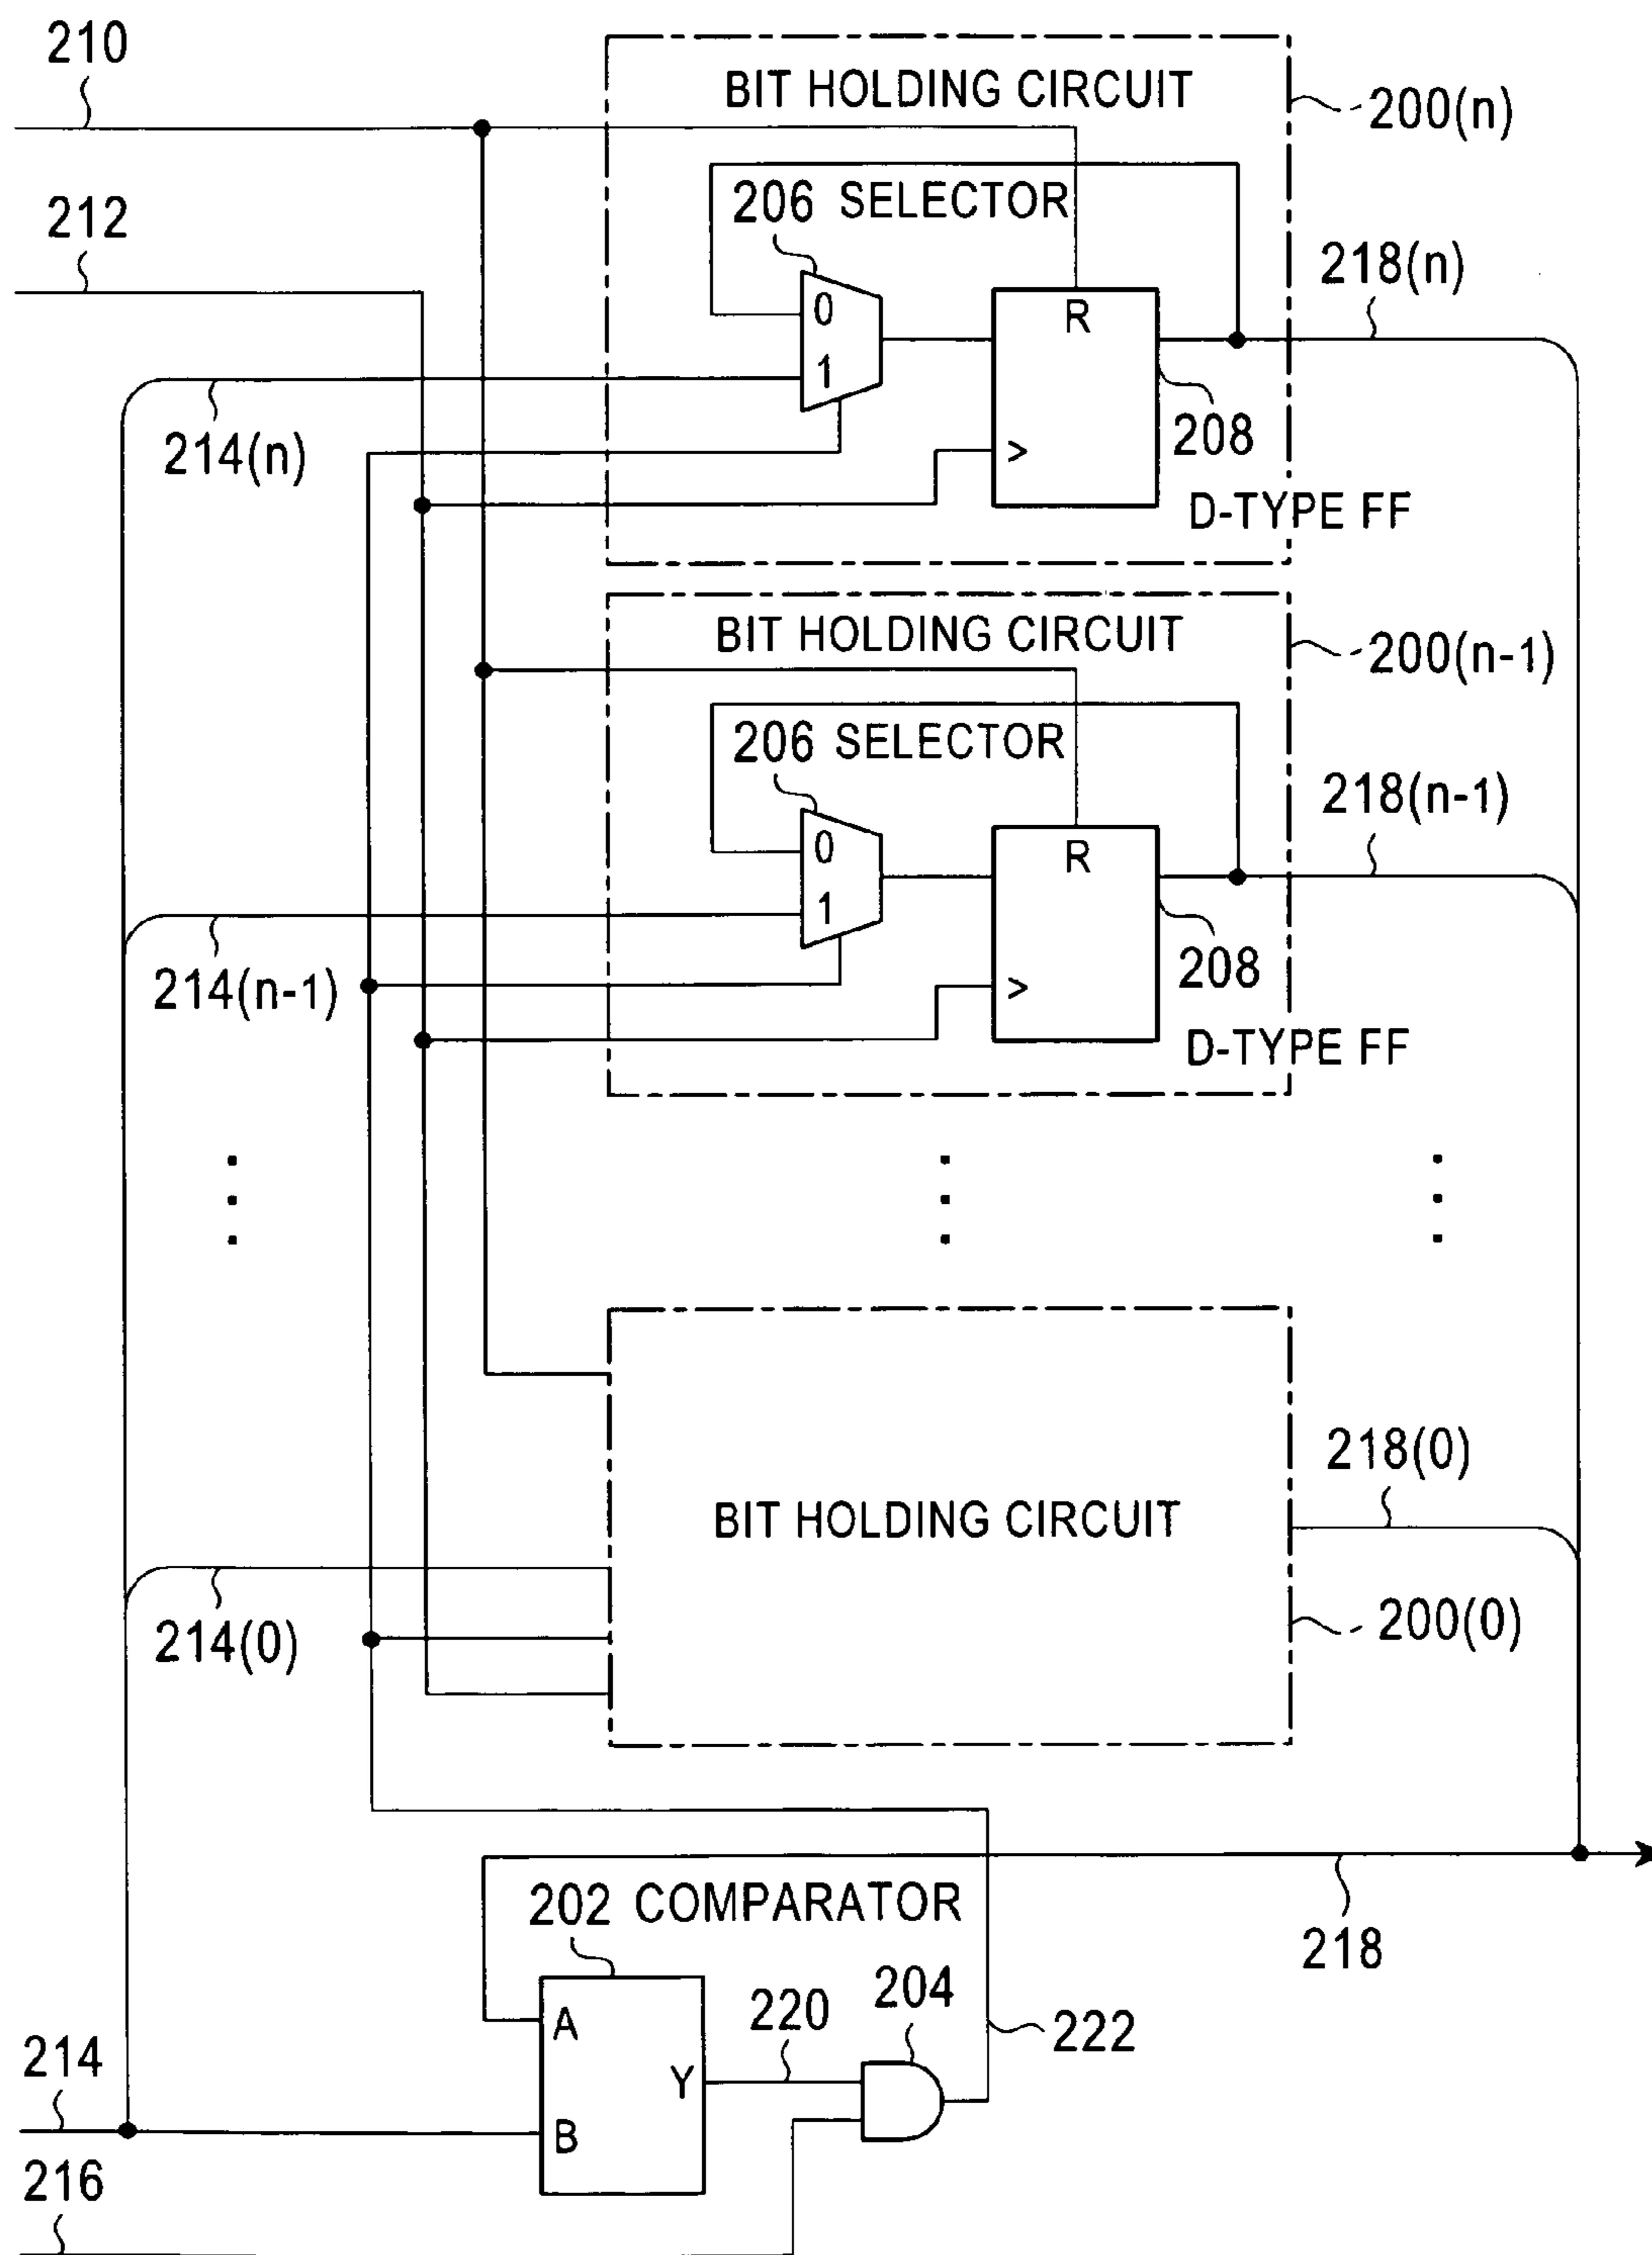 210
BIT HOLDING CIRCUIT
200(n)
212
206 SELECTOR
218(n)
0
R
1
214(n)
208
>
D-TYPE FF
BIT HOLDING CIRCUIT
200(n-1)
206 SELECTOR
218(n-1)
0
R
1
214(n-1)
208
>
D-TYPE FF
218(0)
BIT HOLDING CIRCUIT
214(0)
200(0)
202 COMPARATOR
218
204
220
A
222
214
Y
B
216